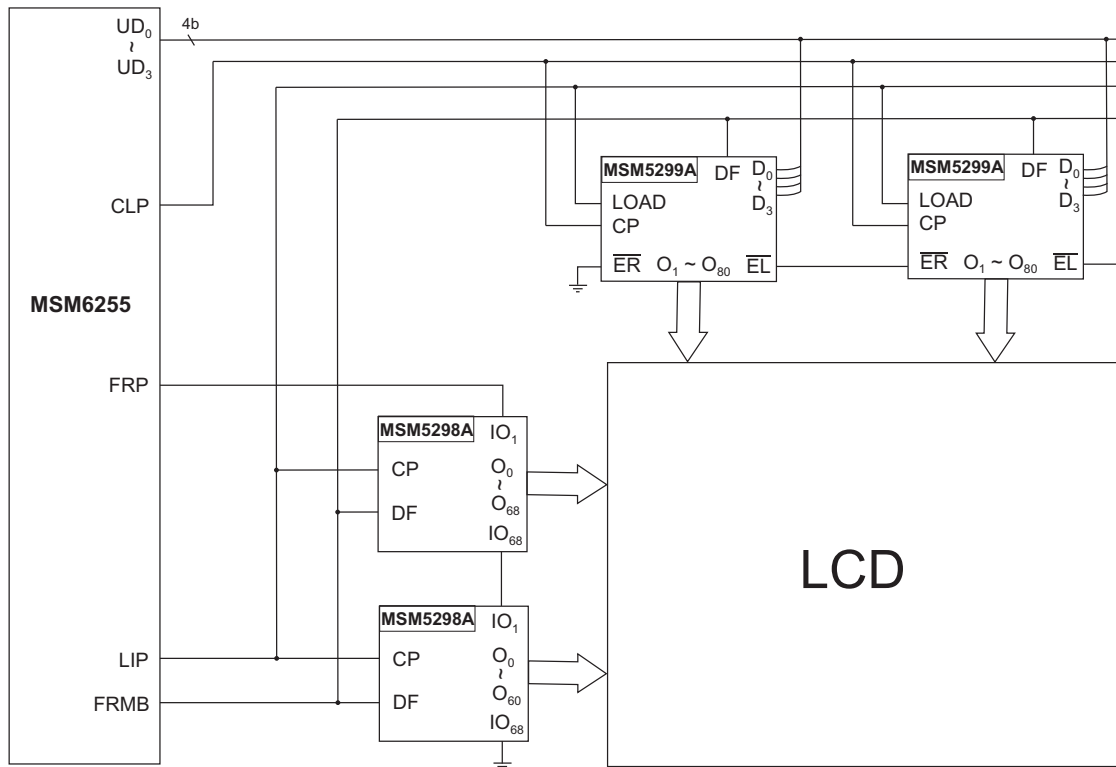 UD0
~
UD3
4b
CLP
MSM6255
FRP
LIP
FRMB
MSM5299A
DF
D0
~
D3
LOAD
CP
ER O1 ~ O80 EL
MSM5299A
DF
D0
~
D3
LOAD
CP
ER O1 ~ O80 EL
MSM5298A
IO1
CP
O0
~
O68
DF
IO68
MSM5298A
IO1
CP
O0
~
O60
DF
IO68
LCD